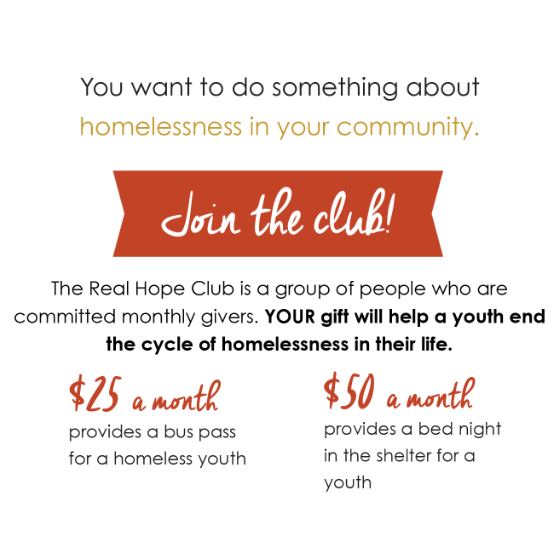 You want to do something about
homelessness in your community.
Join the club!
The Real Hope Club is a group of people who are
committed monthly givers. YOUR gift will help a youth end
the cycle of homelessness in their life.
$25 a month
provides a bus pass
for a homeless youth
$50 a month
provides a bed night
in the shelter for a
youth